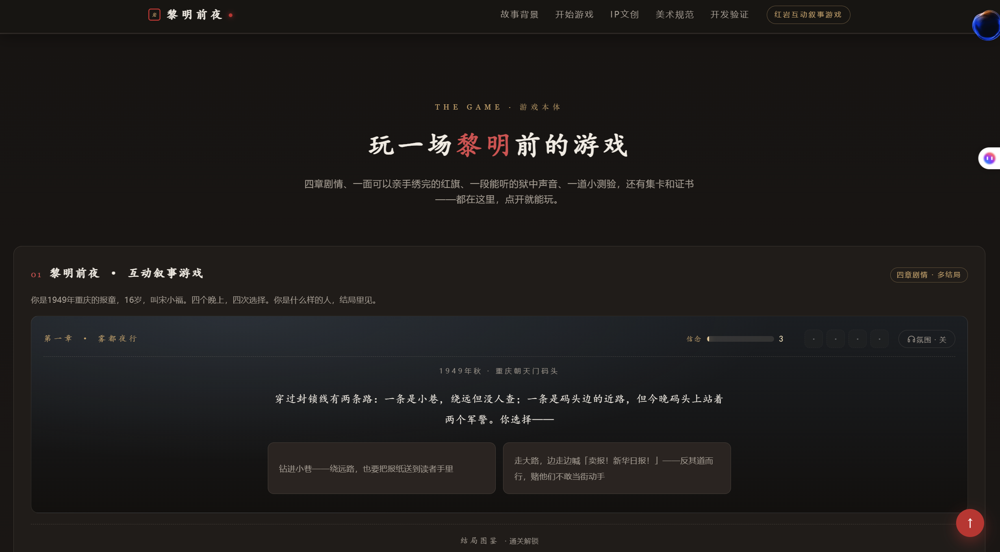 岩 黎明前夜
故事背景 开始游戏 IP文创 美术规范 开发验证 红岩互动叙事游戏
THE GAME · 游戏本体
玩一场黎明前的游戏
四章剧情、一面可以亲手绣完的红旗、一段能听的狱中声音、一道小测验，还有集卡和证书
——都在这里，点开就能玩。
01 黎明前夜 · 互动叙事游戏
四章剧情 · 多结局
你是1949年重庆的报童，16岁，叫宋小福。四个晚上，四次选择。你是什么样的人，结局里见。
第一章 · 雾都夜行
信念 3
氛围 · 关
1949年秋 · 重庆朝天门码头
穿过封锁线有两条路：一条是小巷，绕远但没人查；一条是码头边的近路，但今晚码头上站着
两个军警。你选择——
钻进小巷——绕远路，也要把报纸送到读者手里
走大路，边走边喊「卖报！新华日报！」——反其道而
行，赌他们不敢当街动手
↑
结局图鉴 · 通关解锁